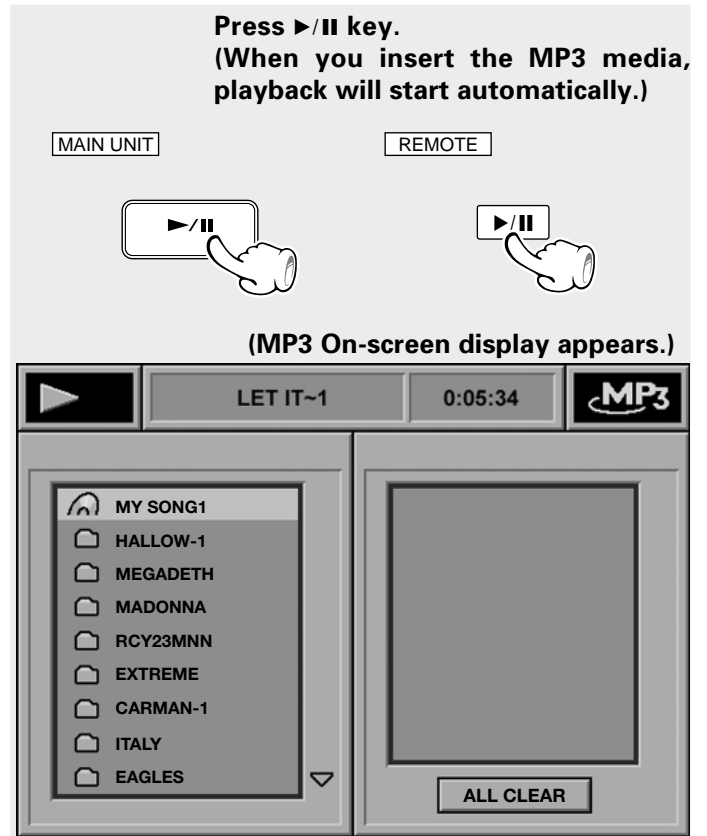 Press ►/II key.
(When you insert the MP3 media,
playback will start automatically.)
MAIN UNIT
REMOTE
►/II
►/II
(MP3 On-screen display appears.)
LET IT~1
0:05:34
MP3
MY SONG1
HALLOW-1
MEGADETH
MADONNA
RCY23MNN
EXTREME
CARMAN-1
ITALY
EAGLES
ALL CLEAR